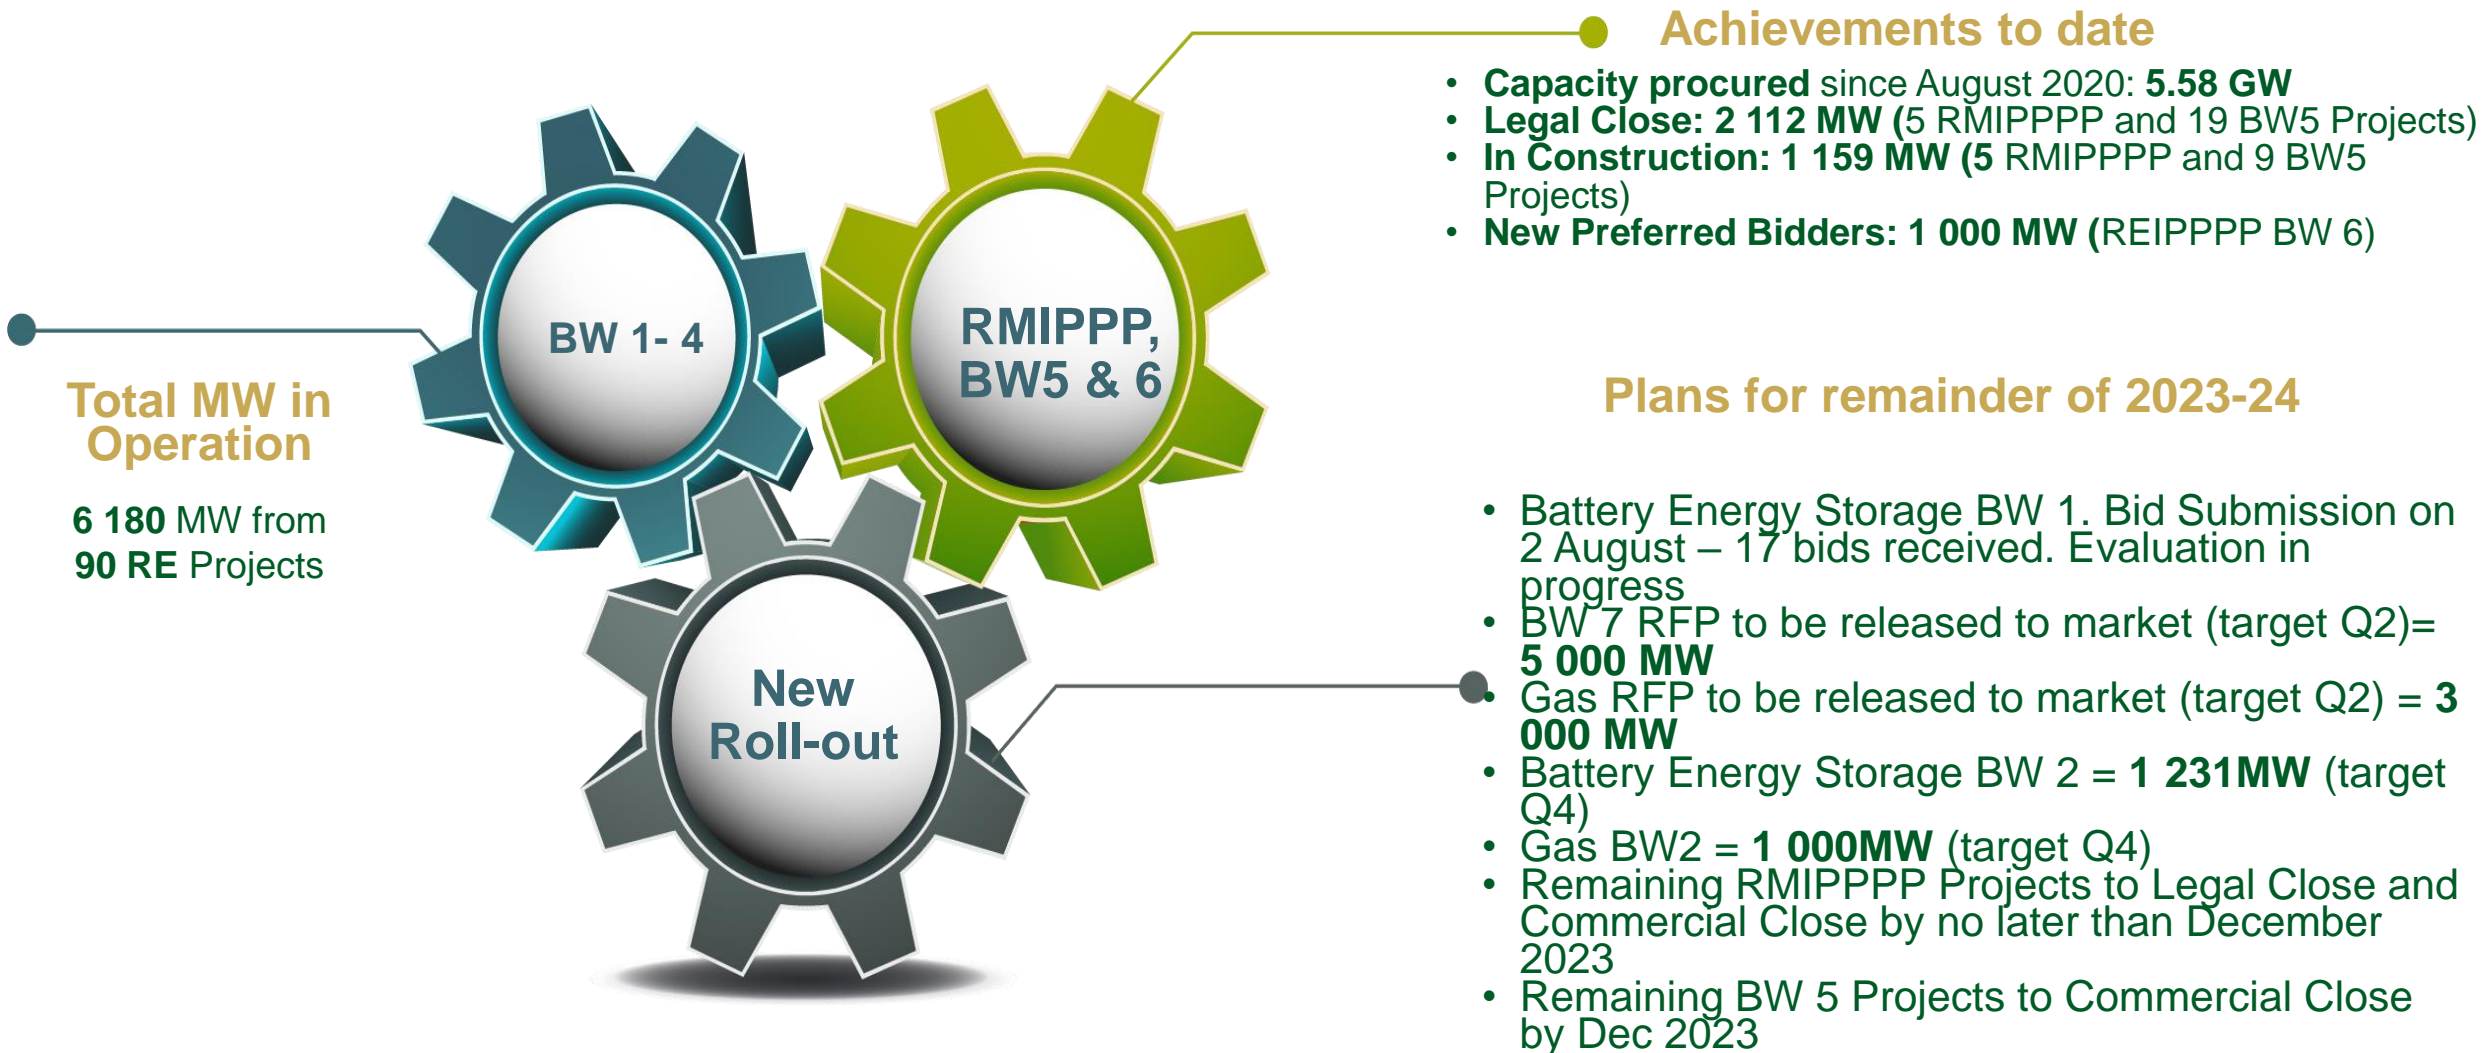 Achievements to date
• Capacity procured since August 2020: 5.58 GW
• Legal Close: 2 112 MW (5 RMIPPPP and 19 BW5 Projects)
• In Construction: 1 159 MW (5 RMIPPPP and 9 BW5
Projects)
• New Preferred Bidders: 1 000 MW (REIPPPP BW 6)
BW 1- 4
RMIPPP,
BW5 & 6
Total MW in
Operation
6 180 MW from
90 RE Projects
New
Roll-out
Plans for remainder of 2023-24
• Battery Energy Storage BW 1. Bid Submission on
2 August – 17 bids received. Evaluation in
progress
• BW 7 RFP to be released to market (target Q2)=
5 000 MW
• Gas RFP to be released to market (target Q2) = 3
000 MW
• Battery Energy Storage BW 2 = 1 231MW (target
Q4)
• Gas BW2 = 1 000MW (target Q4)
• Remaining RMIPPPP Projects to Legal Close and
Commercial Close by no later than December
2023
• Remaining BW 5 Projects to Commercial Close
by Dec 2023